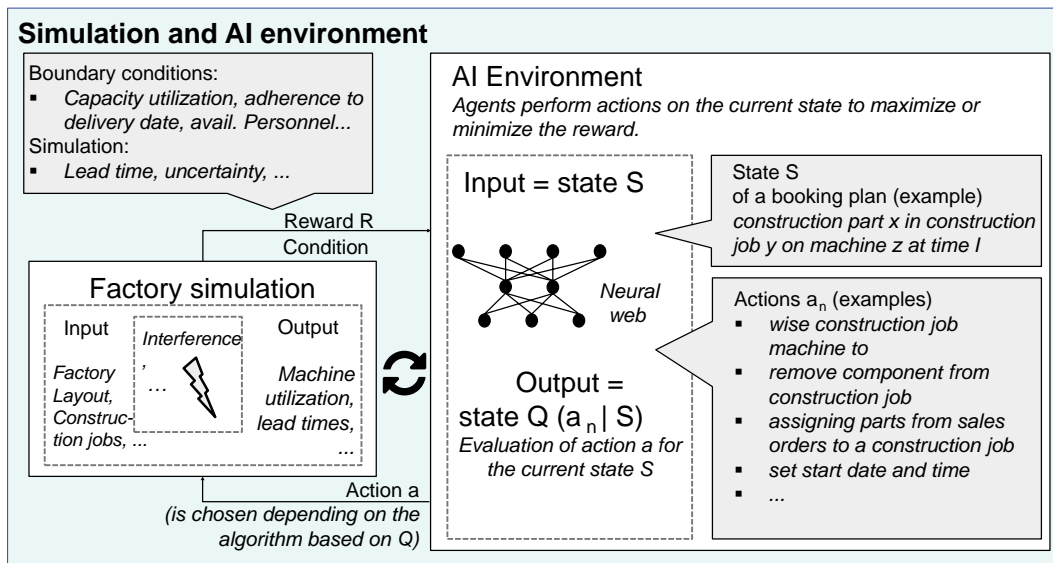 Simulation and AI environment
Boundary conditions:
▪ Capacity utilization, adherence to
delivery date, avail. Personnel...
Simulation:
▪ Lead time, uncertainty, ...
Reward R
Condition
Factory simulation
Input
Factory
Layout,
Construc-
tion jobs, ...
Interference
’
...
Output
Machine
utilization,
lead times,
...
Action a
(is chosen depending on the
algorithm based on Q)
AI Environment
Agents perform actions on the current state to maximize or
minimize the reward.
Input = state S
Neural
web
Output =
state Q (a n | S)
Evaluation of action a for
the current state S
State S
of a booking plan (example)
construction part x in construction
job y on machine z at time I
Actions an (examples)
▪ wise construction job
machine to
▪ remove component from
construction job
▪ assigning parts from sales
orders to a construction job
▪ set start date and time
▪ ...